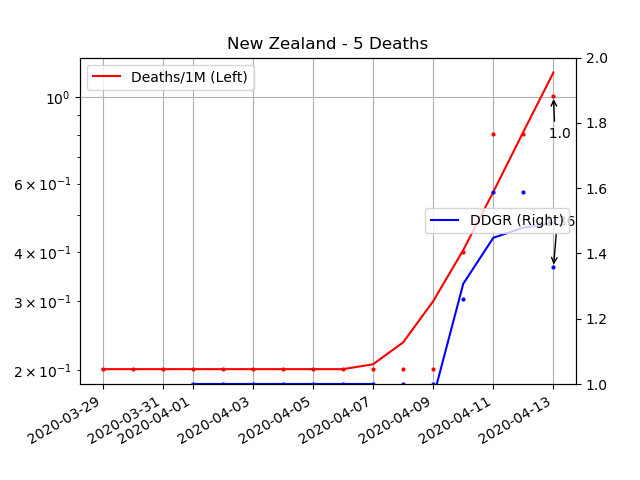 New Zealand - 5 Deaths
Deaths/1M (Left)
10⁰
6 × 10⁻¹
4 × 10⁻¹
3 × 10⁻¹
2 × 10⁻¹
2.0
1.8
1.6
1.4
1.2
1.0
1.0
DDGR (Right)
2020-03-29
2020-03-31
2020-04-01
2020-04-03
2020-04-05
2020-04-07
2020-04-09
2020-04-11
2020-04-13